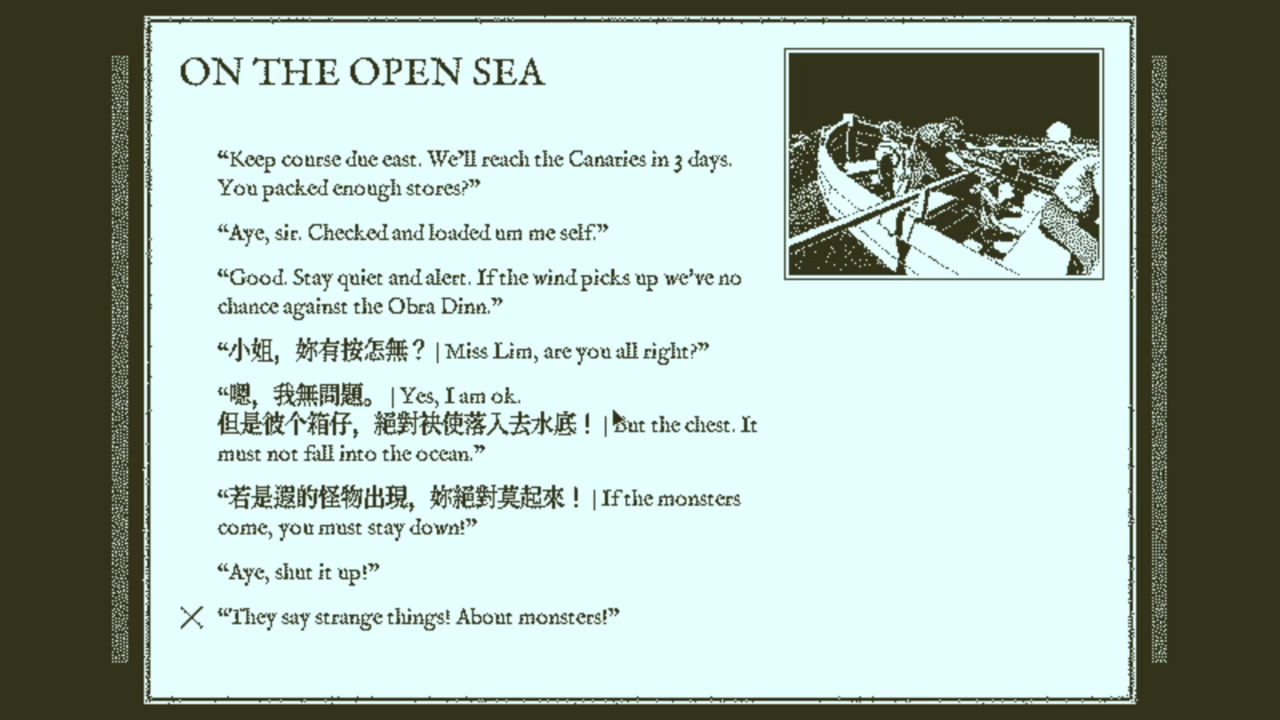 ON THE OPEN SEA
“Keep course due east. We’ll reach the Canaries in 3 days.
You packed enough stores?”
“Aye, sir. Checked and loaded um me self.”
“Good. Stay quiet and alert. If the wind picks up we’ve no
chance against the Obra Dinn.”
“小姐，妳有按怎無？ | Miss Lim, are you all right?”
“嗯，我無問題。 | Yes, I am ok.
但是彼个箱仔，絕對袂使落入去水底！ | But the chest. It
must not fall into the ocean.”
“若是遐的怪物出現，妳絕對莫起來！ | If the monsters
come, you must stay down!”
“Aye, shut it up!”
“They say strange things! About monsters!”